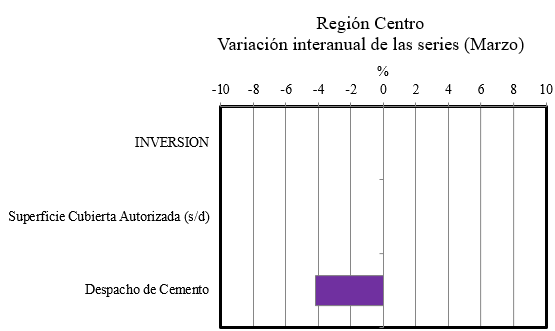 Región Centro
Variación interanual de las series (Marzo)
%
-10 -8 -6 -4 -2 0 2 4 6 8 10
INVERSION
Superficie Cubierta Autorizada (s/d)
Despacho de Cemento